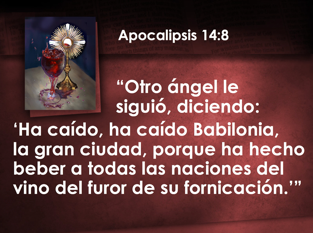 Apocalipsis 14:8
“Otro ángel le
siguió, diciendo:
‘Ha caído, ha caído Babilonia,
la gran ciudad, porque ha hecho
beber a todas las naciones del
vino del furor de su fornicación.’”